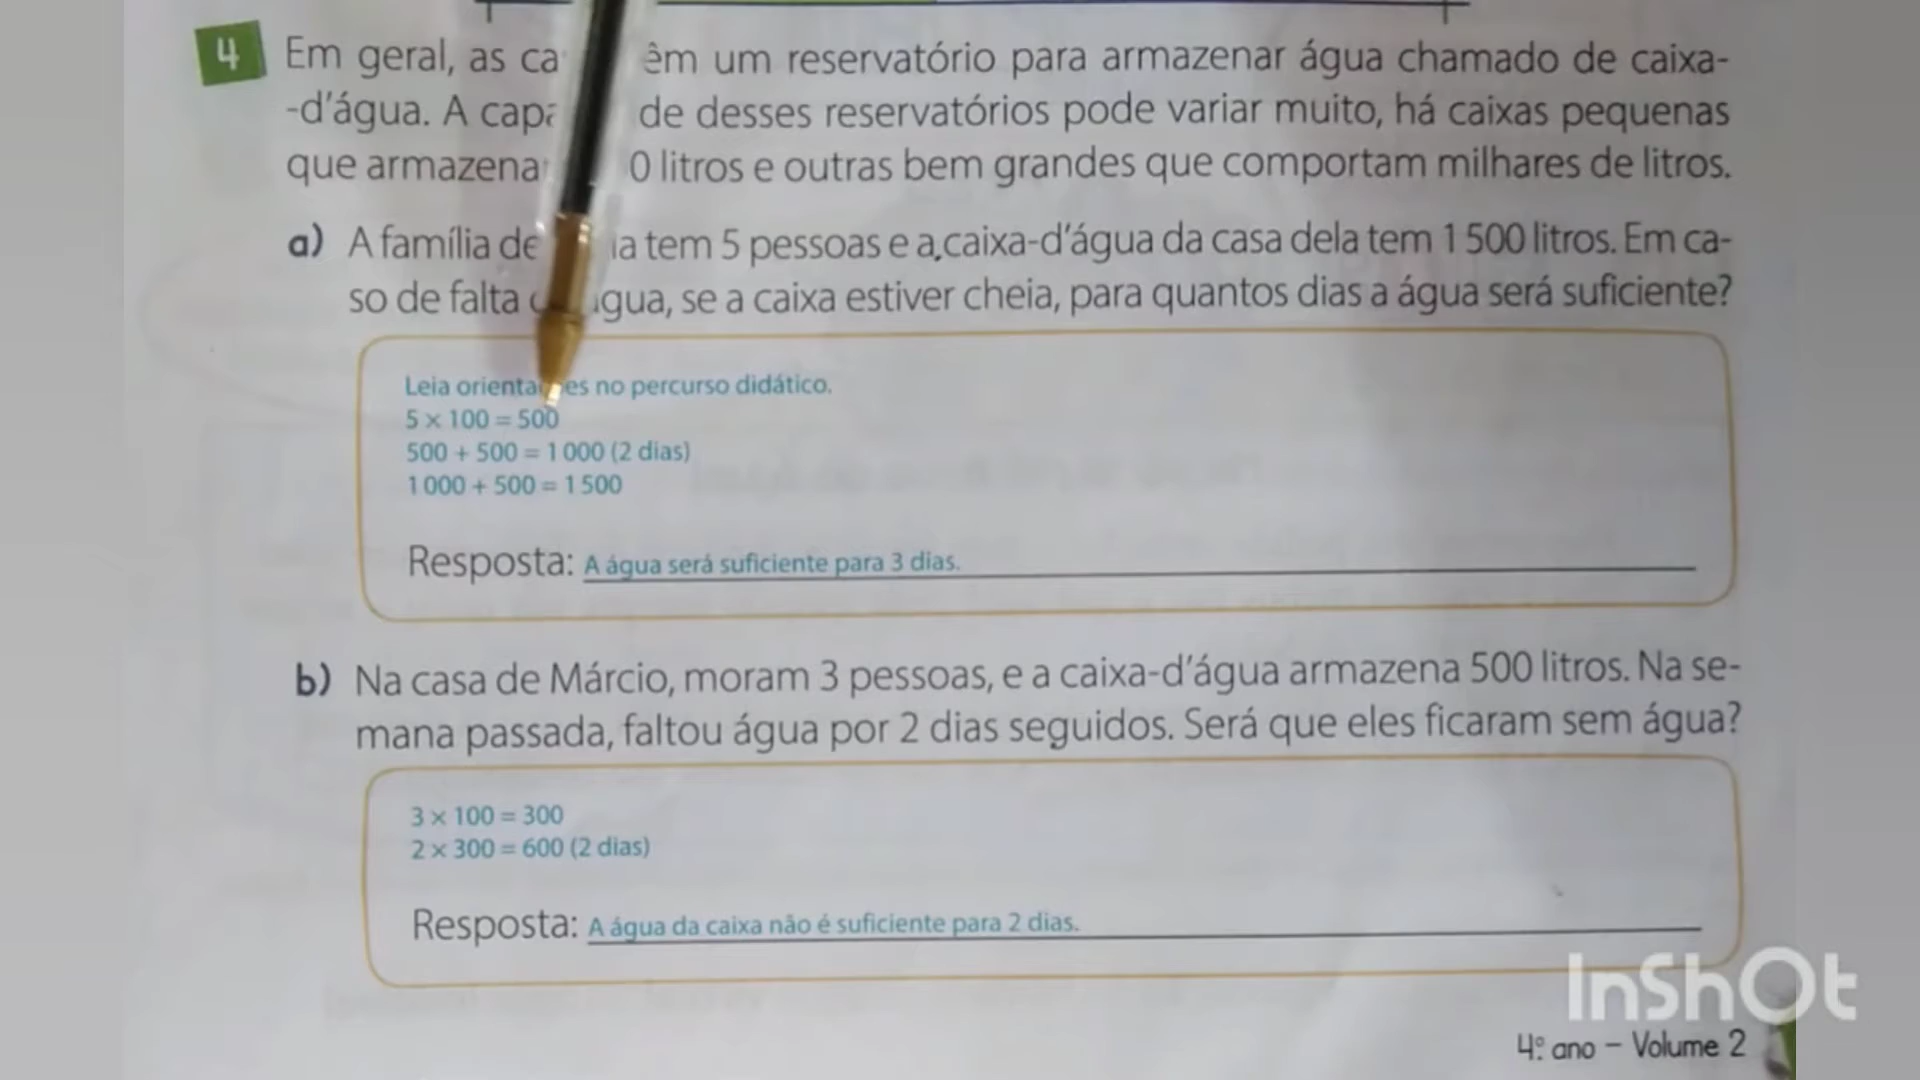 4 Em geral, as ca êm um reservatório para armazenar água chamado de caixa-
-d'água. A capa de desses reservatórios pode variar muito, há caixas pequenas
que armazena 0 litros e outras bem grandes que comportam milhares de litros.
a) A família de ia tem 5 pessoas e a caixa-d'água da casa dela tem 1 500 litros. Em ca-
so de falta água, se a caixa estiver cheia, para quantos dias a água será suficiente?
Leia orientações no percurso didático.
5 × 100 = 500
500 + 500 = 1 000 (2 dias)
1 000 + 500 = 1 500
Resposta: A água será suficiente para 3 dias.
b) Na casa de Márcio, moram 3 pessoas, e a caixa-d'água armazena 500 litros. Na se-
mana passada, faltou água por 2 dias seguidos. Será que eles ficaram sem água?
3 × 100 = 300
2 × 300 = 600 (2 dias)
Resposta: A água da caixa não é suficiente para 2 dias.
InShOt
4º. ano – Volume 2